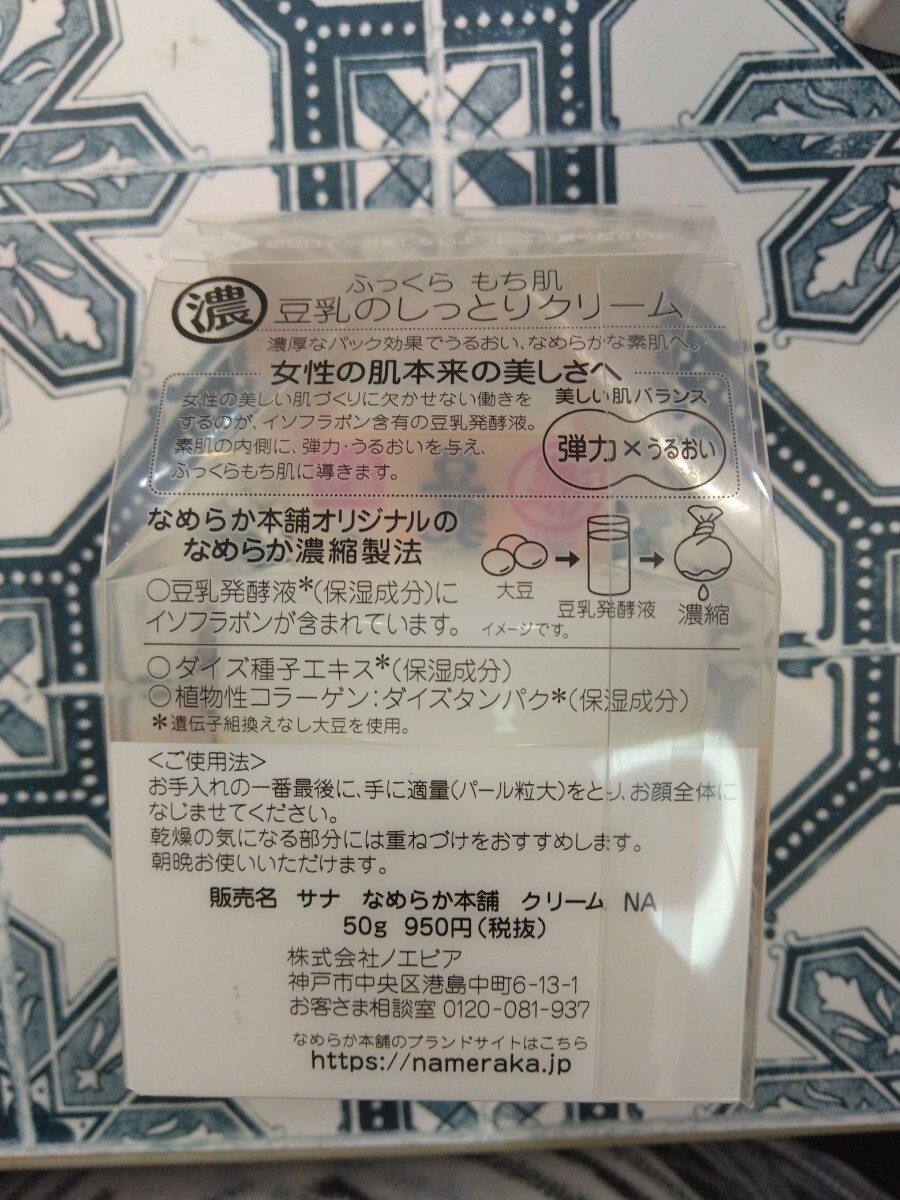 濃
ふっくら もち肌
豆乳のしっとりクリーム
濃厚なパック効果でうるおい、なめらかな素肌へ。
女性の肌本来の美しさへ
女性の美しい肌づくりに欠かせない働きを
するのが、イソフラボン含有の豆乳発酵液。
素肌の内側に、弾力・うるおいを与え、
ふっくらもち肌に導きます。
美しい肌バランス
弾力×うるおい
なめらか本舗オリジナルの
なめらか濃縮製法
○豆乳発酵液*(保湿成分)に
イソフラボンが含まれています。
大豆
豆乳発酵液
濃縮
イメージです。
○ダイズ種子エキス*(保湿成分)
○植物性コラーゲン:ダイズタンパク*(保湿成分)
*遺伝子組換えなし大豆を使用。
<ご使用法>
お手入れの一番最後に、手に適量(パール粒大)をとり、お顔全体に
なじませてください。
乾燥の気になる部分には重ねづけをおすすめします。
朝晩お使いいただけます。
販売名 サナ なめらか本舗 クリーム NA
50g 950円(税抜)
株式会社ノエビア
神戸市中央区港島中町6-13-1
お客さま相談室 0120-081-937
なめらか本舗のブランドサイトはこちら
https://nameraka.jp